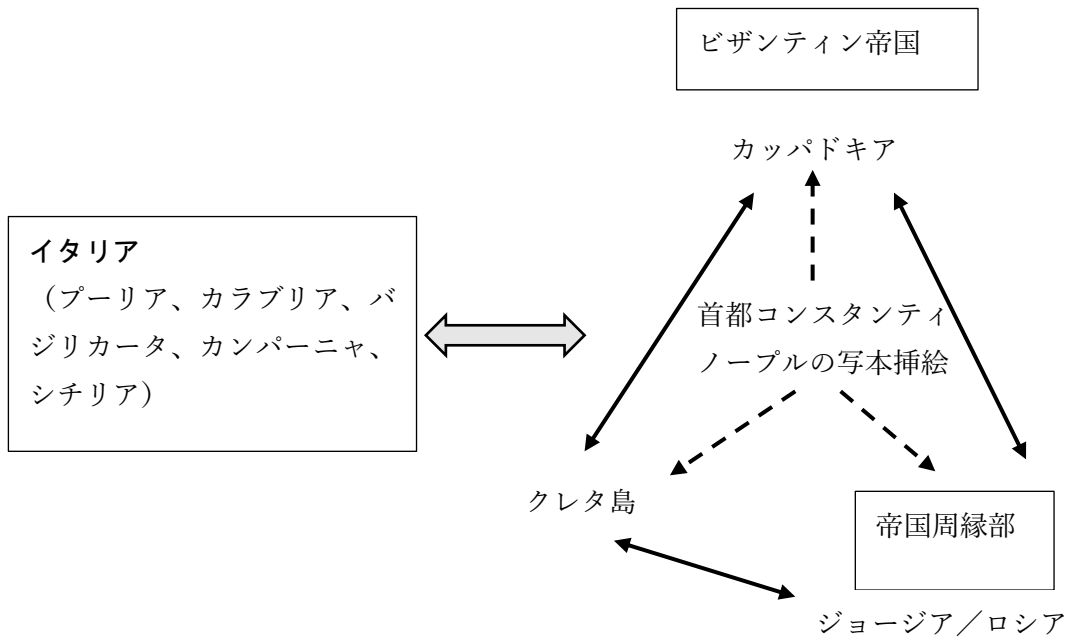 ビザンティン帝国
カッパドキア
イタリア
（プーリア、カラブリア、バ
ジリカータ、カンパーニャ、
シチリア）
首都コンスタンティ
ノープルの写本挿絵
クレタ島
帝国周縁部
ジョージア／ロシア